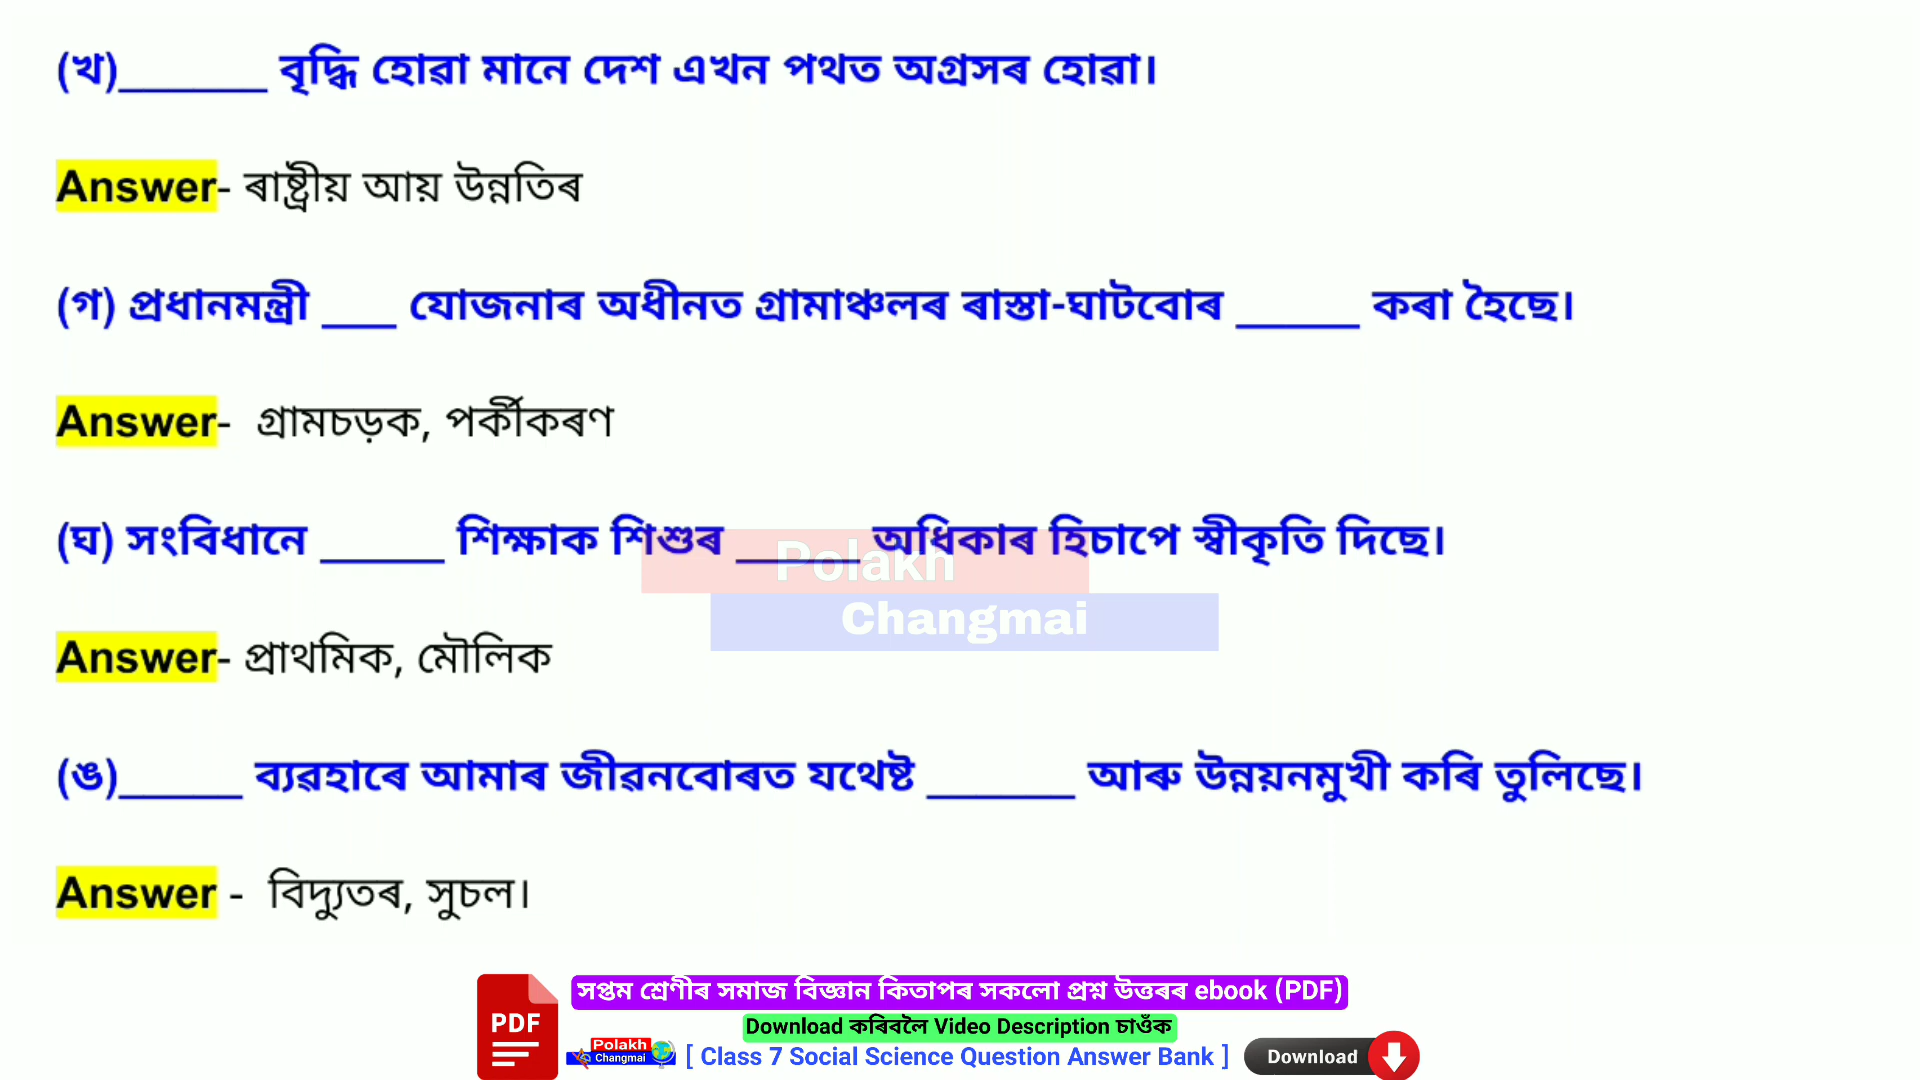 (খ)______ বৃদ্ধি হোৱা মানে দেশ এখন পথত অগ্ৰসৰ হোৱা।
Answer- ৰাষ্ট্ৰীয় আয় উন্নতিৰ
(গ) প্ৰধানমন্ত্ৰী ___ যোজনাৰ অধীনত গ্ৰামাঞ্চলৰ ৰাস্তা-ঘাটবোৰ _____ কৰা হৈছে।
Answer- গ্ৰামচড়ক, পৰ্কীকৰণ
(ঘ) সংবিধানে _____ শিক্ষাক শিশুৰ _____ অধিকাৰ হিচাপে স্বীকৃতি দিছে।
Polakh
Changmai
Answer- প্ৰাথমিক, মৌলিক
(ঙ)_____ ব্যৱহাৰে আমাৰ জীৱনবোৰত যথেষ্ট ______ আৰু উন্নয়নমুখী কৰি তুলিছে।
Answer - বিদ্যুতৰ, সুচল।
সপ্তম শ্ৰেণীৰ সমাজ বিজ্ঞান কিতাপৰ সকলো প্ৰশ্ন উত্তৰৰ ebook (PDF)
PDF
Download কৰিবলৈ Video Description চাওঁক
Polakh
Changmai
[ Class 7 Social Science Question Answer Bank ]
Download